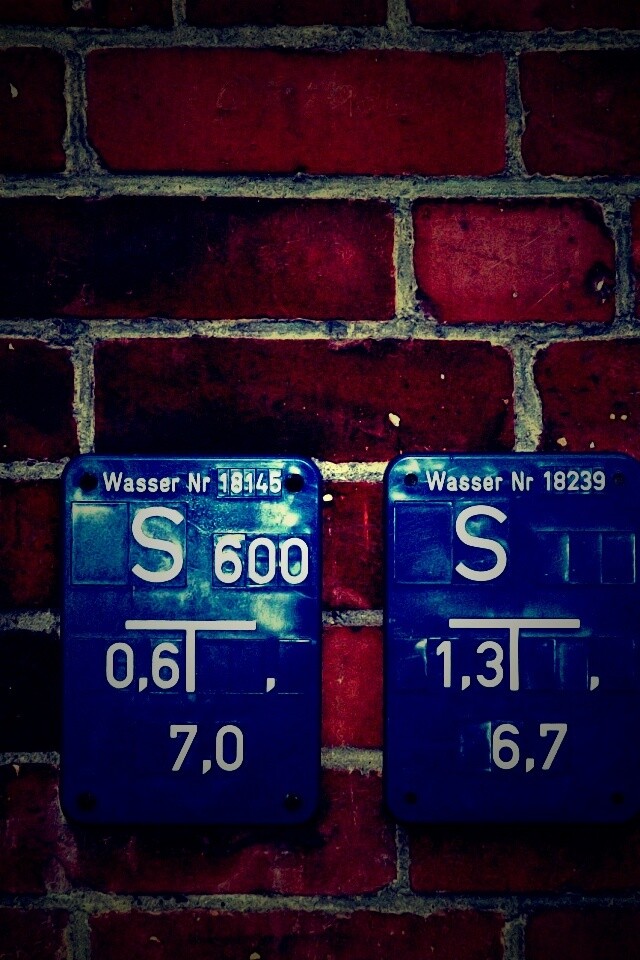 Wasser Nr 18145
S 600
0,6 ,
7,0
Wasser Nr 18239
S
1,3 ,
6,7